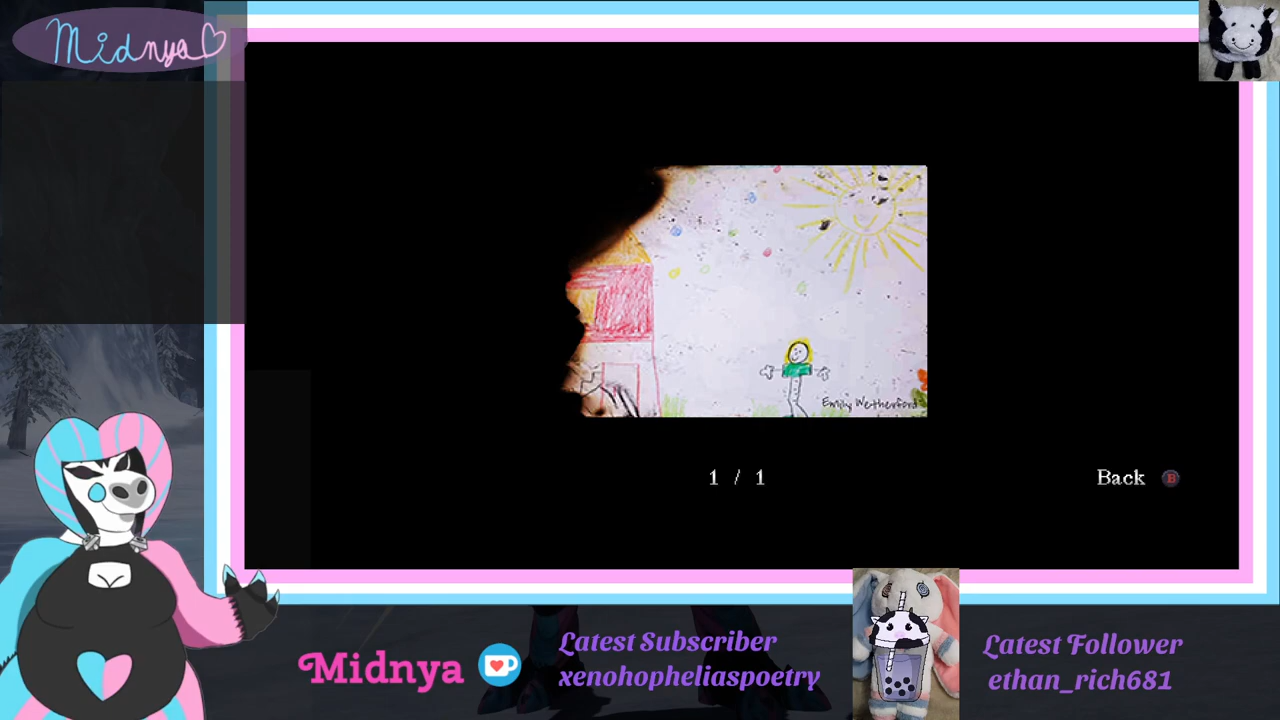 Midnya
Emily Wetherford
1 / 1
Back B
Midnya
Latest Subscriber
xenohopheliaspoetry
Latest Follower
ethan_rich681